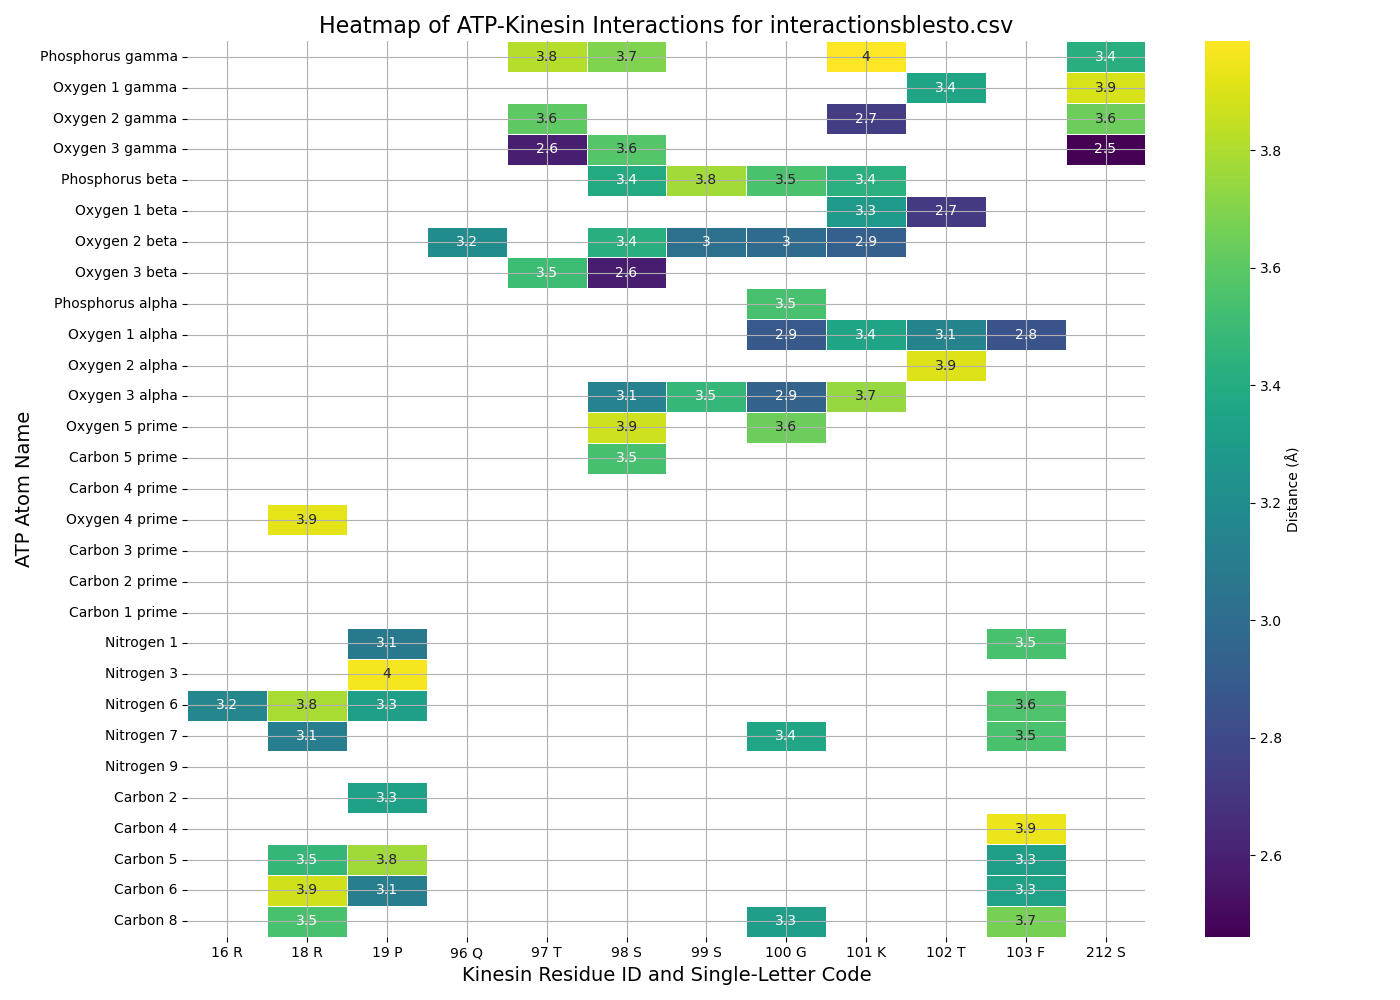 Heatmap of ATP-Kinesin Interactions for interactionsblesto.csv
ATP Atom Name
Phosphorus gamma 3.8 3.7 4 3.4
Oxygen 1 gamma 3.4 3.9
Oxygen 2 gamma 3.6 2.7 3.6
Oxygen 3 gamma 2.6 3.6 2.5
Phosphorus beta 3.4 3.8 3.5 3.4
Oxygen 1 beta 3.3 2.7
Oxygen 2 beta 3.2 3.4 3 3 2.9
Oxygen 3 beta 3.5 2.6
Phosphorus alpha 3.5
Oxygen 1 alpha 2.9 3.4 3.1 2.8
Oxygen 2 alpha 3.9
Oxygen 3 alpha 3.1 3.5 2.9 3.7
Oxygen 5 prime 3.9 3.6
Carbon 5 prime 3.5
Carbon 4 prime
Oxygen 4 prime 3.9
Carbon 3 prime
Carbon 2 prime
Carbon 1 prime
Nitrogen 1 3.1 3.5
Nitrogen 3 4
Nitrogen 6 3.2 3.8 3.3 3.6
Nitrogen 7 3.1 3.4 3.5
Nitrogen 9
Carbon 2 3.3
Carbon 4 3.9
Carbon 5 3.5 3.8 3.3
Carbon 6 3.9 3.1 3.3
Carbon 8 3.5 3.3 3.7
16 R 18 R 19 P 96 Q 97 T 98 S 99 S 100 G 101 K 102 T 103 F 212 S
Kinesin Residue ID and Single-Letter Code
3.8
3.6
3.4
3.2
3.0
2.8
2.6
Distance (Å)